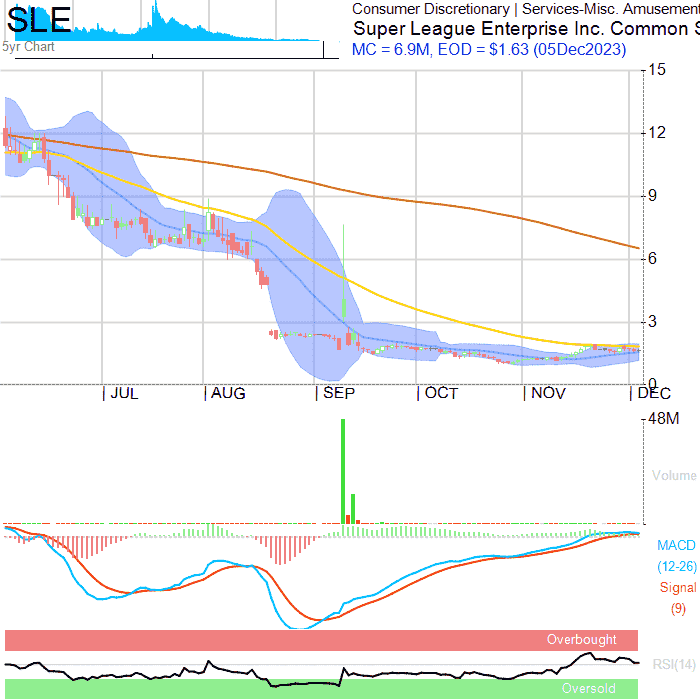 SLE
5yr Chart
Consumer Discretionary | Services-Misc. Amusement
Super League Enterprise Inc. Common S
MC = 6.9M, EOD = $1.63 (05Dec2023)
15
12
9
6
3
0
JUL
AUG
SEP
OCT
NOV
DEC
48M
Volume
MACD
(12-26)
Signal
(9)
Overbought
RSI(14)
Oversold